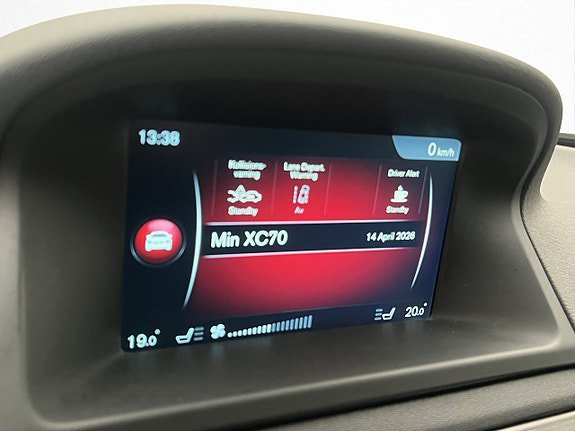 13:38
0 km/h
Kollisions-
varning
Standby
Lane Depart.
Warning
Av
Driver Alert
Standby
Min XC70
14 April 2026
19.0°
20.0°